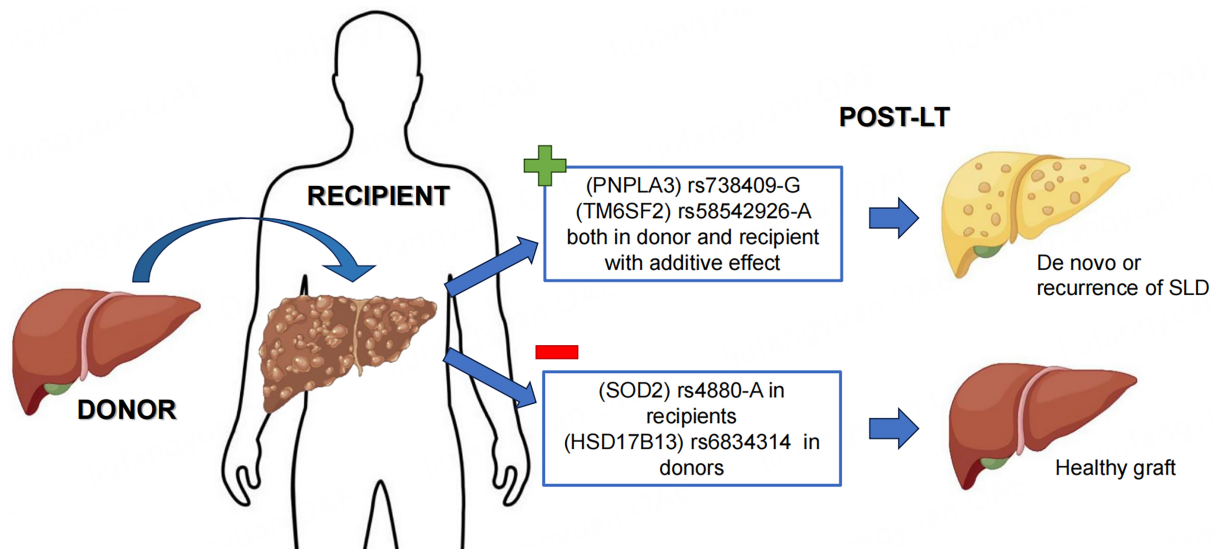 POST-LT
RECIPIENT
(PNPLA3) rs738409-G
(TM6SF2) rs58542926-A
both in donor and recipient
with additive effect
De novo or
recurrence of SLD
DONOR
(SOD2) rs4880-A in
recipients
(HSD17B13) rs6834314 in
donors
Healthy graft